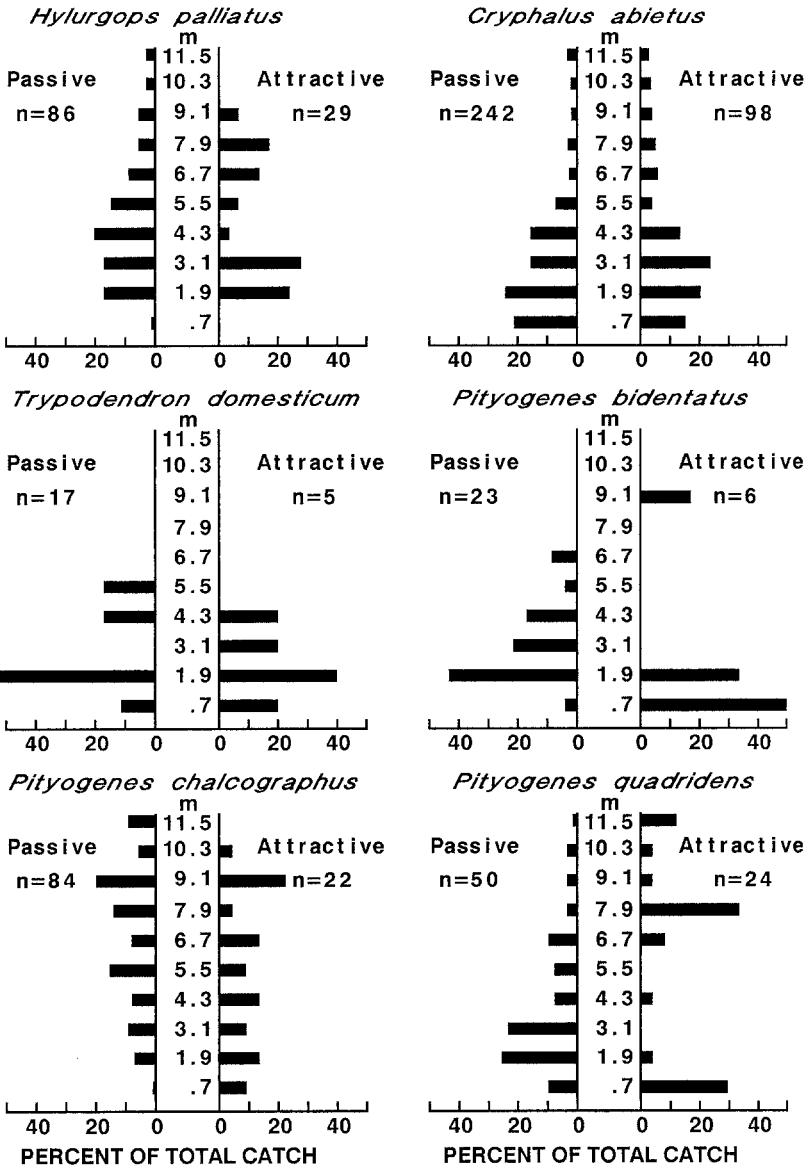 Hylurgops palliatus
m
11.5
Passive 10.3 Attractive
n=86 9.1 n=29
7.9
6.7
5.5
4.3
3.1
1.9
.7
40 20 0 0 20 40
Cryphalus abietus
m
11.5
Passive 10.3 Attractive
n=242 9.1 n=98
7.9
6.7
5.5
4.3
3.1
1.9
.7
40 20 0 0 20 40
Trypodendron domesticum
m
11.5
Passive 10.3 Attractive
n=17 9.1 n=5
7.9
6.7
5.5
4.3
3.1
1.9
.7
40 20 0 0 20 40
Pityogenes bidentatus
m
11.5
Passive 10.3 Attractive
n=23 9.1 n=6
7.9
6.7
5.5
4.3
3.1
1.9
.7
40 20 0 0 20 40
Pityogenes chalcographus
m
11.5
Passive 10.3 Attractive
n=84 9.1 n=22
7.9
6.7
5.5
4.3
3.1
1.9
.7
40 20 0 0 20 40
PERCENT OF TOTAL CATCH
Pityogenes quadridens
m
11.5
Passive 10.3 Attractive
n=50 9.1 n=24
7.9
6.7
5.5
4.3
3.1
1.9
.7
40 20 0 0 20 40
PERCENT OF TOTAL CATCH